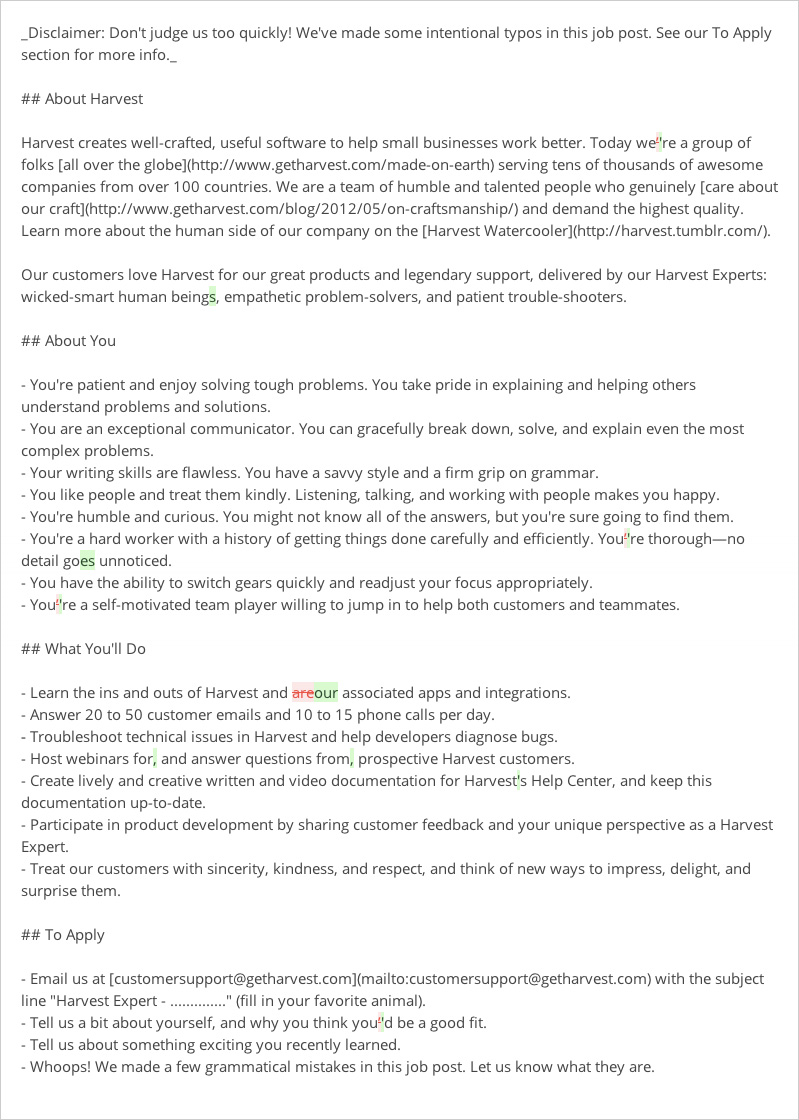 _Disclaimer: Don't judge us too quickly! We've made some intentional typos in this job post. See our To Apply
section for more info._
## About Harvest
Harvest creates well-crafted, useful software to help small businesses work better. Today we''re a group of
folks [all over the globe](http://www.getharvest.com/made-on-earth) serving tens of thousands of awesome
companies from over 100 countries. We are a team of humble and talented people who genuinely [care about
our craft](http://www.getharvest.com/blog/2012/05/on-craftsmanship/) and demand the highest quality.
Learn more about the human side of our company on the [Harvest Watercooler](http://harvest.tumblr.com/).
Our customers love Harvest for our great products and legendary support, delivered by our Harvest Experts:
wicked-smart human beings, empathetic problem-solvers, and patient trouble-shooters.
## About You
- You're patient and enjoy solving tough problems. You take pride in explaining and helping others
understand problems and solutions.
- You are an exceptional communicator. You can gracefully break down, solve, and explain even the most
complex problems.
- Your writing skills are flawless. You have a savvy style and a firm grip on grammar.
- You like people and treat them kindly. Listening, talking, and working with people makes you happy.
- You're humble and curious. You might not know all of the answers, but you're sure going to find them.
- You're a hard worker with a history of getting things done carefully and efficiently. You''re thorough—no
detail goes unnoticed.
- You have the ability to switch gears quickly and readjust your focus appropriately.
- You''re a self-motivated team player willing to jump in to help both customers and teammates.
## What You'll Do
- Learn the ins and outs of Harvest and areour associated apps and integrations.
- Answer 20 to 50 customer emails and 10 to 15 phone calls per day.
- Troubleshoot technical issues in Harvest and help developers diagnose bugs.
- Host webinars for, and answer questions from, prospective Harvest customers.
- Create lively and creative written and video documentation for Harvest's Help Center, and keep this
documentation up-to-date.
- Participate in product development by sharing customer feedback and your unique perspective as a Harvest
Expert.
- Treat our customers with sincerity, kindness, and respect, and think of new ways to impress, delight, and
surprise them.
## To Apply
- Email us at [customersupport@getharvest.com](mailto:customersupport@getharvest.com) with the subject
line "Harvest Expert - .............." (fill in your favorite animal).
- Tell us a bit about yourself, and why you think you''d be a good fit.
- Tell us about something exciting you recently learned.
- Whoops! We made a few grammatical mistakes in this job post. Let us know what they are.